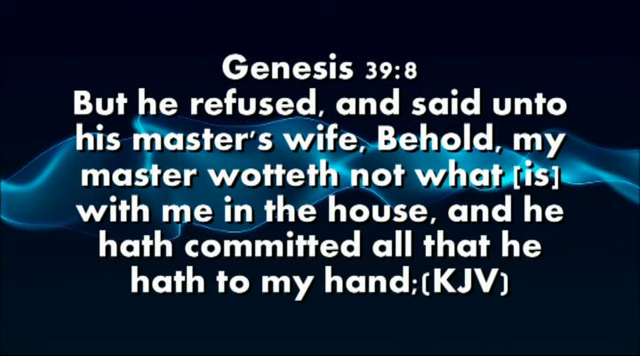 Genesis 39:8
But he refused, and said unto
his master's wife, Behold, my
master wotteth not what [is]
with me in the house, and he
hath committed all that he
hath to my hand;(KJV)